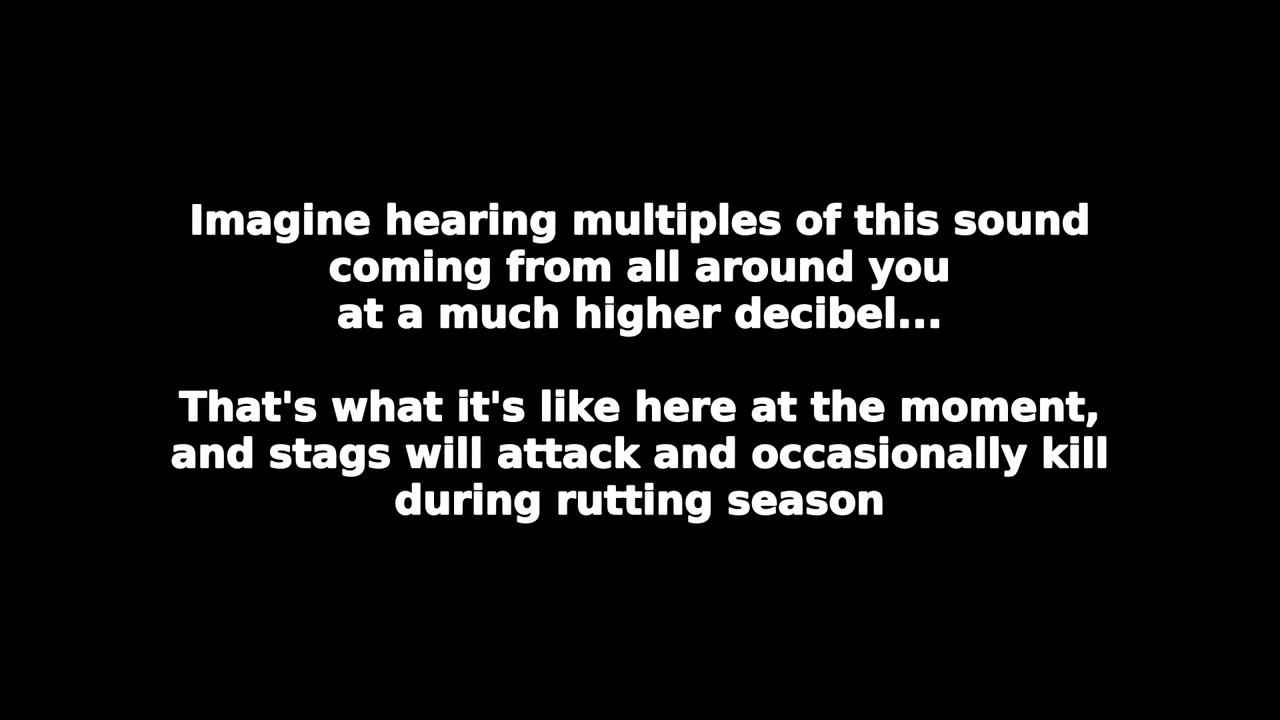 Imagine hearing multiples of this sound
coming from all around you
at a much higher decibel...
That's what it's like here at the moment,
and stags will attack and occasionally kill
during rutting season